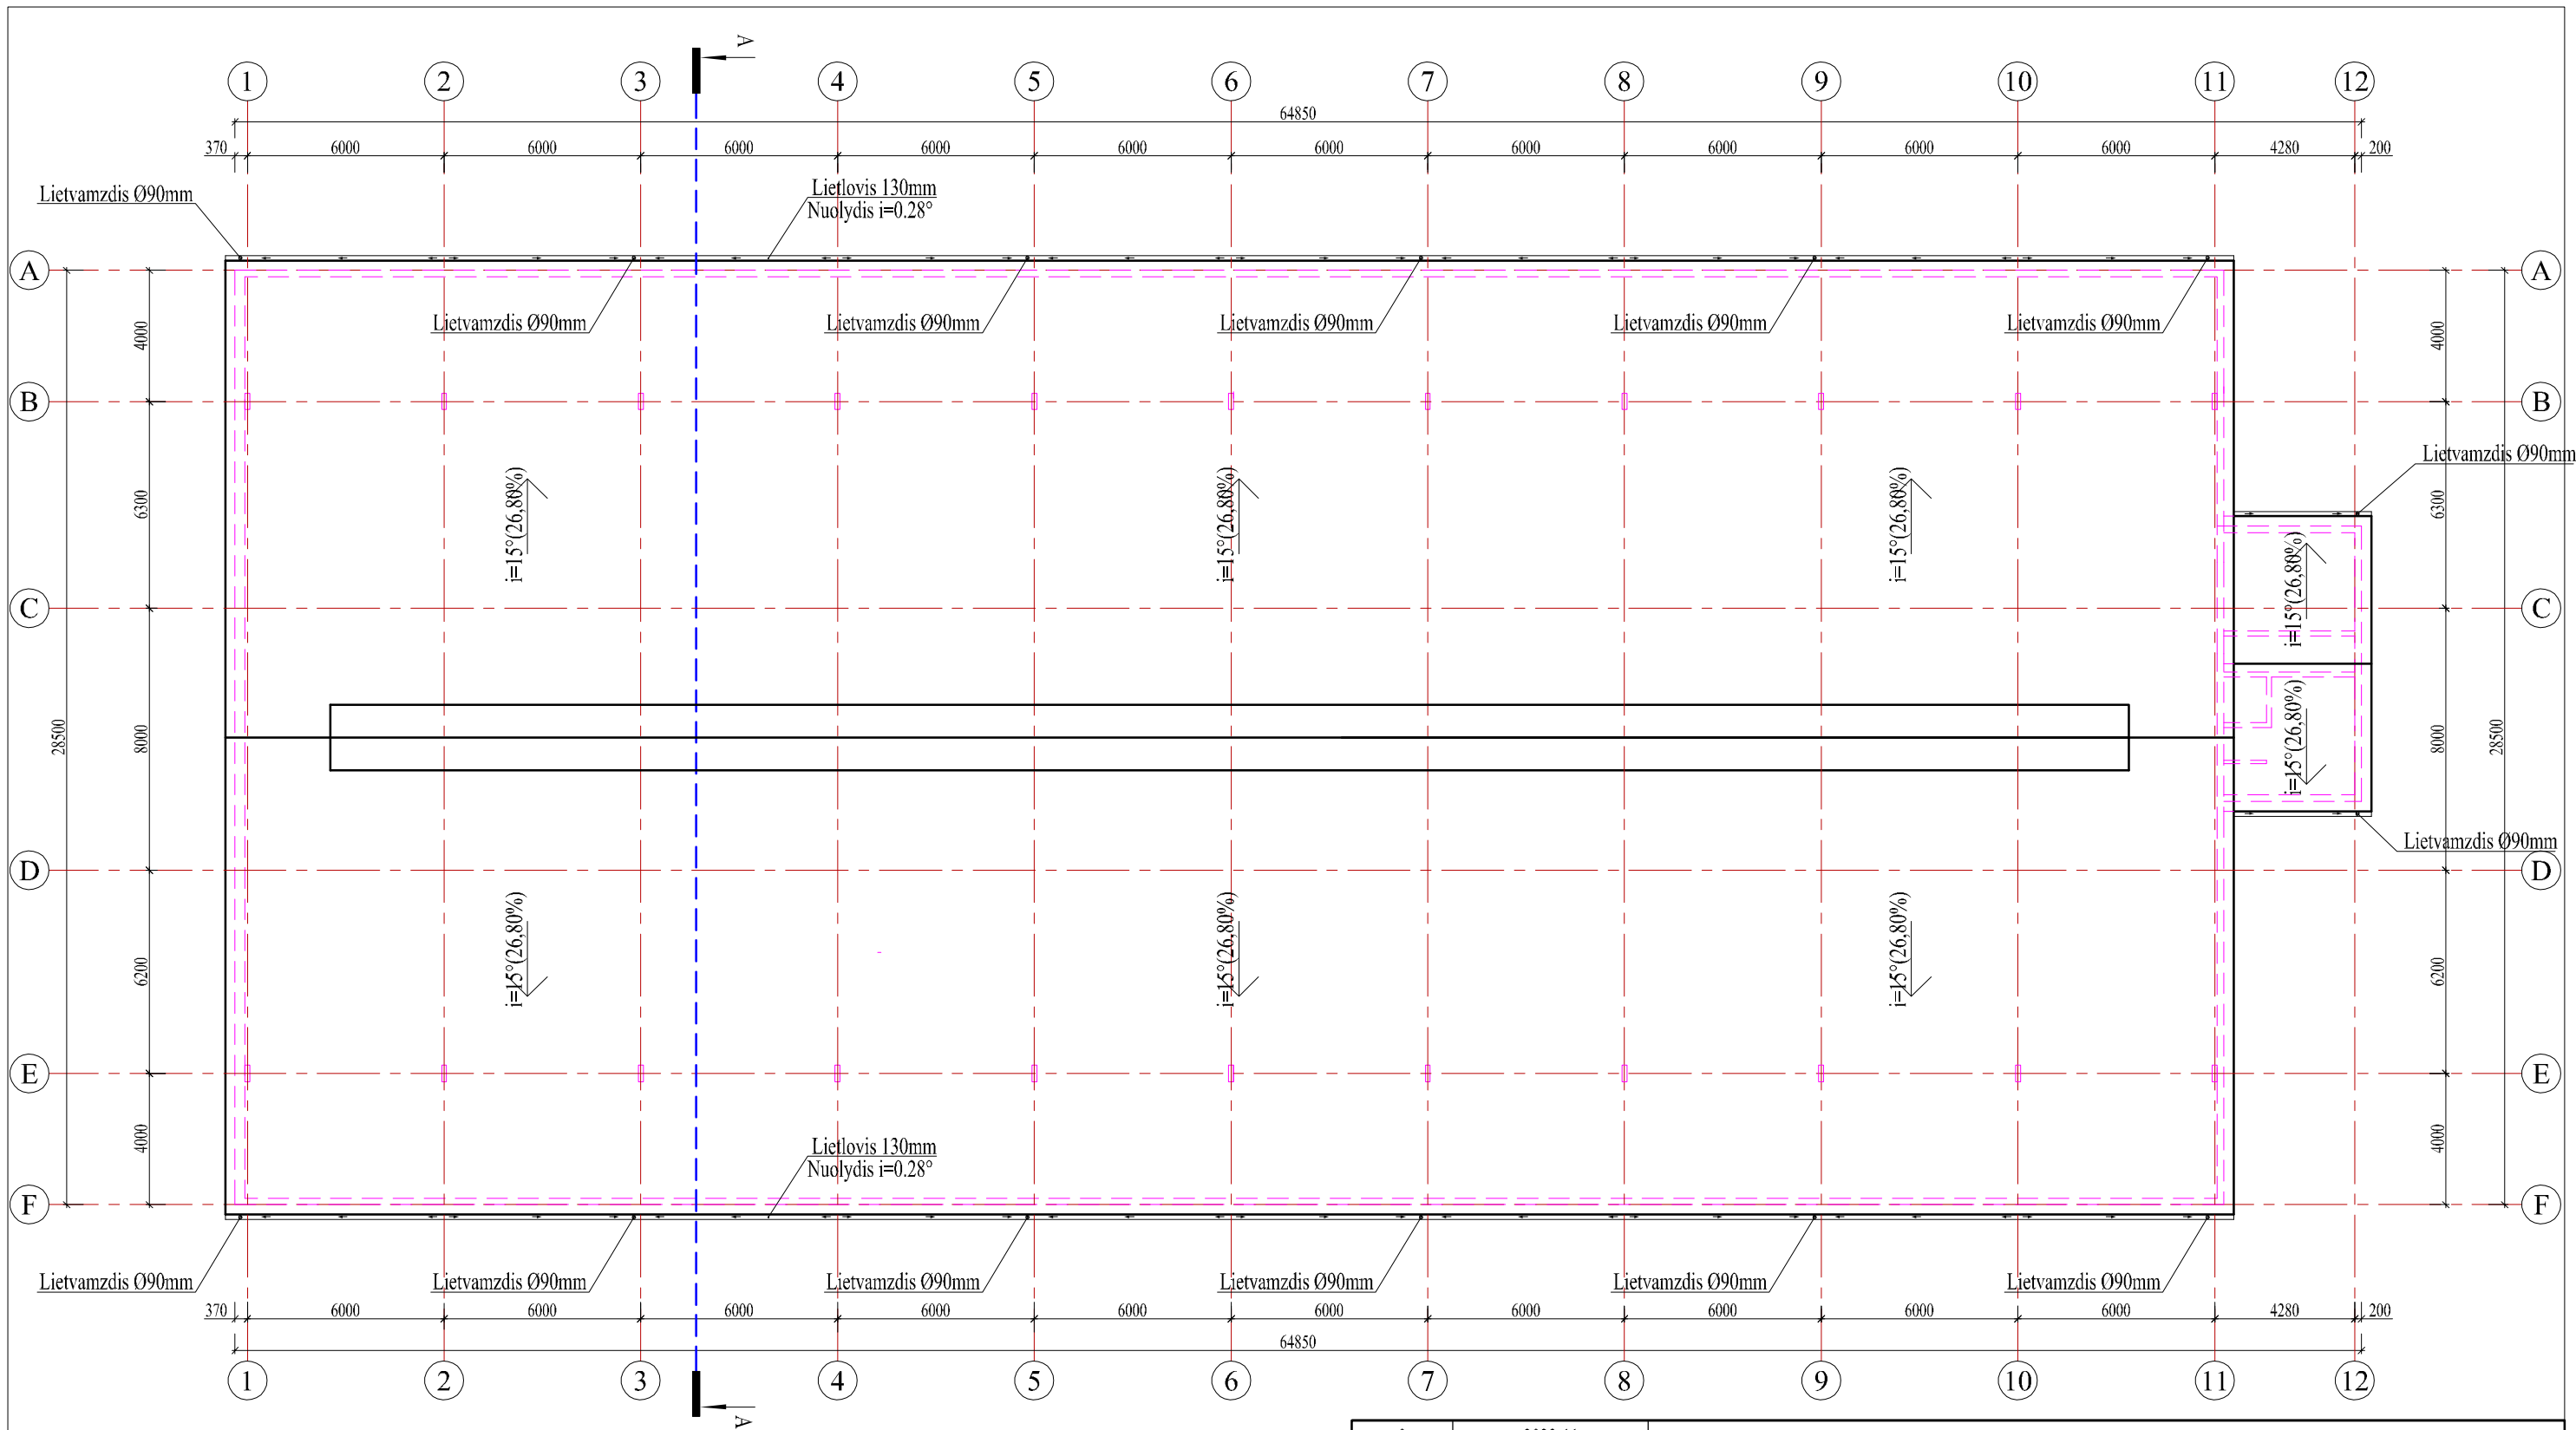 A
1 2 3 4 5 6 7 8 9 10 11 12
64850
370 6000 6000 6000 6000 6000 6000 6000 6000 6000 6000 4280 200
Lietvamzdis Ø90mm
Lietlovis 130mm
Nuolydis i=0.28°
A A
Lietvamzdis Ø90mm Lietvamzdis Ø90mm Lietvamzdis Ø90mm Lietvamzdis Ø90mm Lietvamzdis Ø90mm
4000 4000
B B
Lietvamzdis Ø90mm
6300 6300
i=15°(26,80%) i=15°(26,80%) i=15°(26,80%)
i=15°(26,80%)
C C
28500 8000 8000 28500
i=15°(26,80%)
Lietvamzdis Ø90mm
D D
i=15°(26,80%) i=15°(26,80%) i=15°(26,80%)
6200 6200
E E
4000 4000
Lietlovis 130mm
Nuolydis i=0.28°
F F
Lietvamzdis Ø90mm Lietvamzdis Ø90mm Lietvamzdis Ø90mm Lietvamzdis Ø90mm Lietvamzdis Ø90mm Lietvamzdis Ø90mm
370 6000 6000 6000 6000 6000 6000 6000 6000 6000 6000 4280 200
64850
1 2 3 4 5 6 7 8 9 10 11 12
A